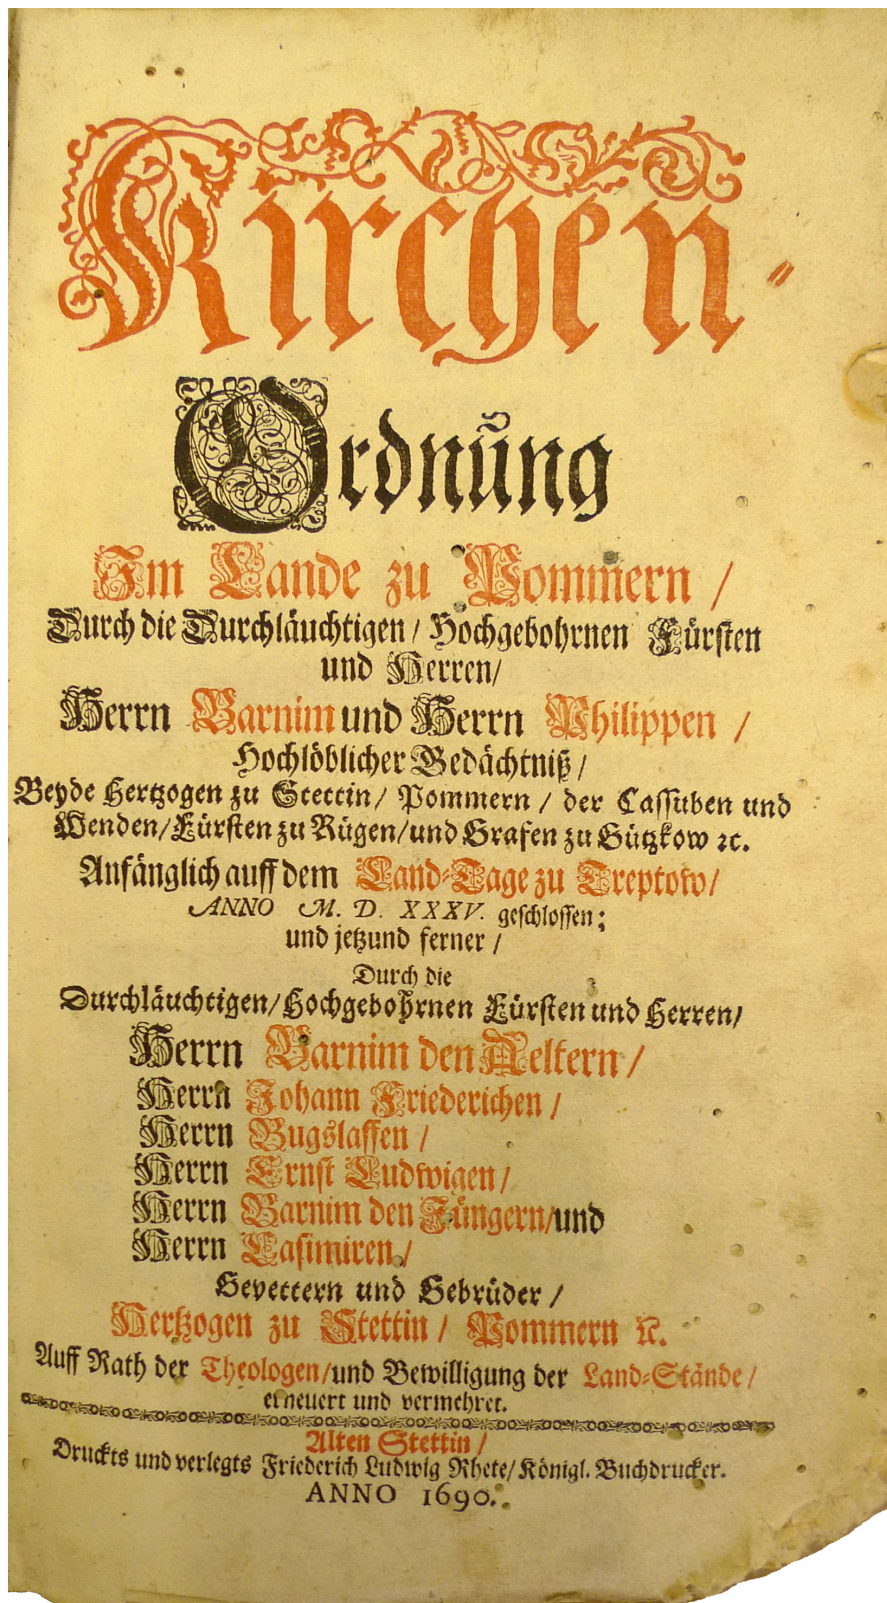 Kirchen-
Ordnũng
Im Lande zu Pommern /
Durch die Durchläuchtigen / Hochgebohrnen Fürsten
und Herren /
Herrn Barnim und Herrn Philippen /
Hochlöblicher Gedächtniß /
Beyde Hertzogen zu Stettin / Pommern / der Cassuben und
Wenden / Fürsten zu Rügen / und Grafen zu Gützkow ꝛc.
Anfänglich auff dem Land-Tage zu Treptow /
ANNO M. D. XXXV. geschlossen;
und jetzund ferner /
Durch die
Durchläuchtigen / Hochgebohrnen Fürsten und Herren /
Herrn Barnim den Aeltern /
Herrn Johann Friederichen /
Herrn Bugslaffen /
Herrn Ernst Ludwigen /
Herrn Barnim den Jüngern / und
Herrn Casimiren /
Gevettern und Gebrüder /
Hertzogen zu Stettin / Pommern ꝛc.
Auff Rath der Theologen / und Bewilligung der Land-Stände /
erneuert und vermehret.
Alten Stettin /
Druckts und verlegts Friederich Ludwig Rhete / Königl. Buchdrucker.
ANNO 1690.